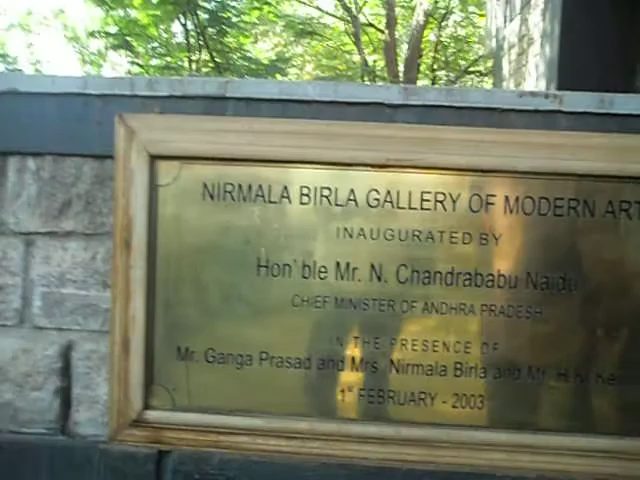 NIRMALA BIRLA GALLERY OF MODERN ART
INAUGURATED BY
Hon'ble Mr. N. Chandrababu Naidu
CHIEF MINISTER OF ANDHRA PRADESH
IN THE PRESENCE OF
Mr. Ganga Prasad and Mrs. Nirmala Birla and Mr. H.K.
1st FEBRUARY - 2003